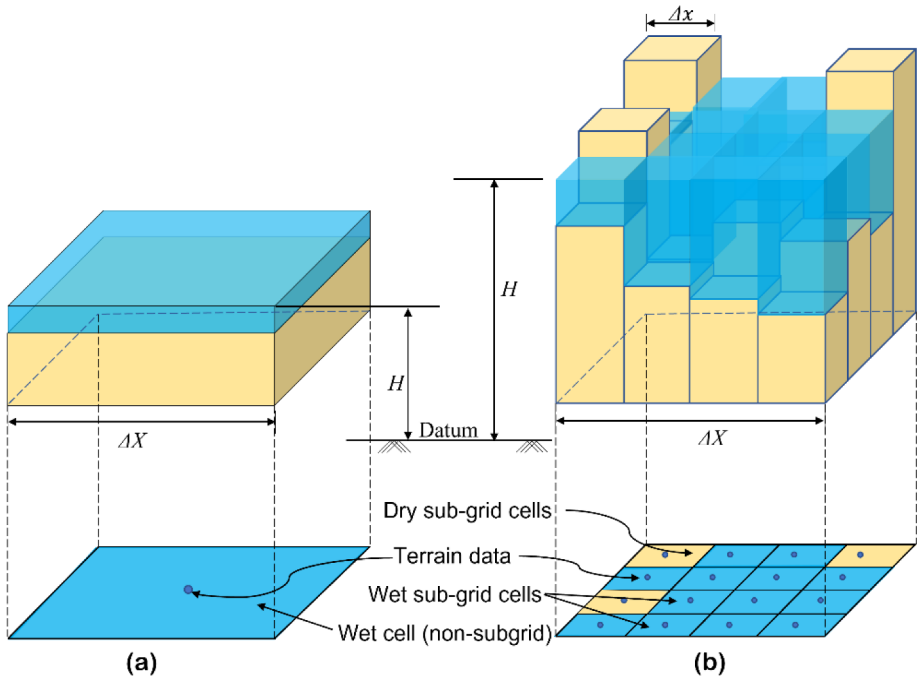 Δx
H
H
ΔX
Datum
ΔX
Dry sub-grid cells
Terrain data
Wet sub-grid cells
Wet cell (non-subgrid)
(a)
(b)